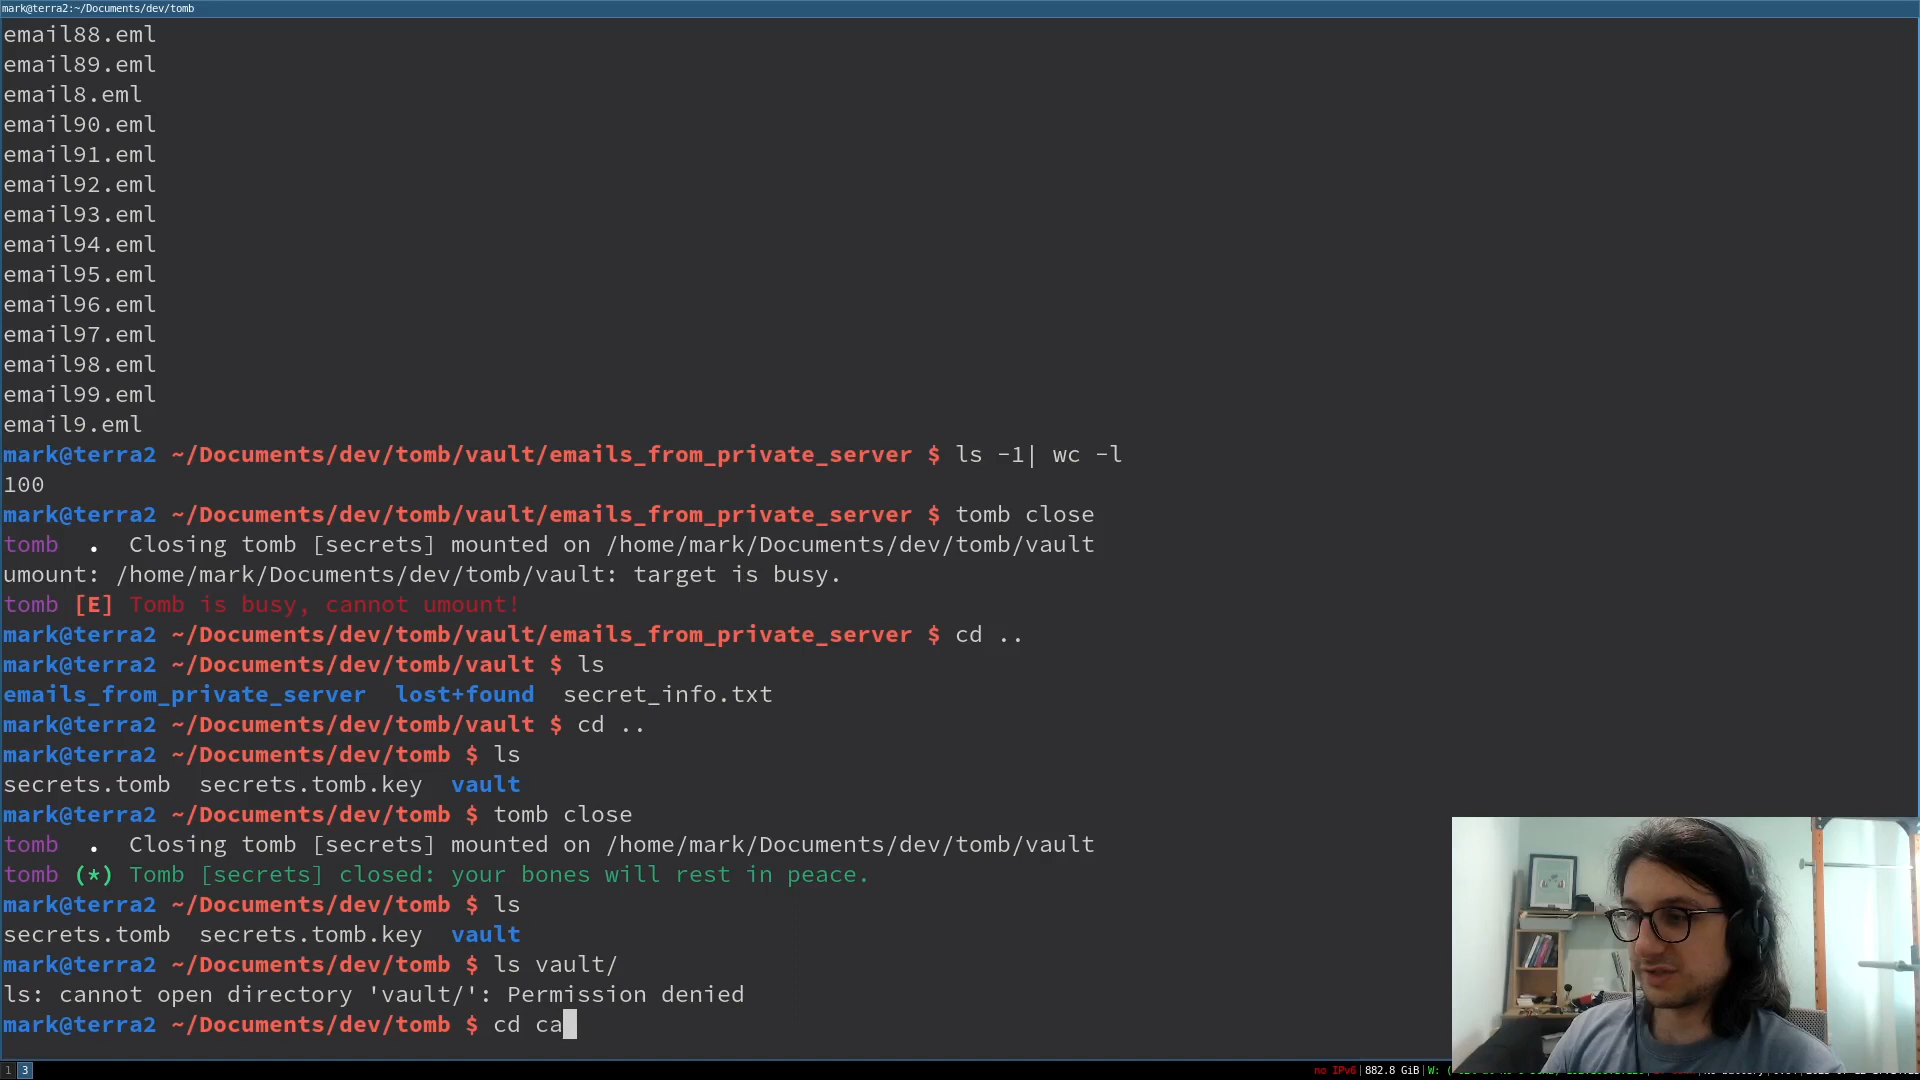 mark@terra2:~/Documents/dev/tomb
email88.eml
email89.eml
email8.eml
email90.eml
email91.eml
email92.eml
email93.eml
email94.eml
email95.eml
email96.eml
email97.eml
email98.eml
email99.eml
email9.eml
mark@terra2 ~/Documents/dev/tomb/vault/emails_from_private_server $ ls -1| wc -l
100
mark@terra2 ~/Documents/dev/tomb/vault/emails_from_private_server $ tomb close
tomb  .  Closing tomb [secrets] mounted on /home/mark/Documents/dev/tomb/vault
umount: /home/mark/Documents/dev/tomb/vault: target is busy.
tomb [E] Tomb is busy, cannot umount!
mark@terra2 ~/Documents/dev/tomb/vault/emails_from_private_server $ cd ..
mark@terra2 ~/Documents/dev/tomb/vault $ ls
emails_from_private_server  lost+found  secret_info.txt
mark@terra2 ~/Documents/dev/tomb/vault $ cd ..
mark@terra2 ~/Documents/dev/tomb $ ls
secrets.tomb  secrets.tomb.key  vault
mark@terra2 ~/Documents/dev/tomb $ tomb close
tomb  .  Closing tomb [secrets] mounted on /home/mark/Documents/dev/tomb/vault
tomb (*) Tomb [secrets] closed: your bones will rest in peace.
mark@terra2 ~/Documents/dev/tomb $ ls
secrets.tomb  secrets.tomb.key  vault
mark@terra2 ~/Documents/dev/tomb $ ls vault/
ls: cannot open directory 'vault/': Permission denied
mark@terra2 ~/Documents/dev/tomb $ cd ca
1 3 no IPv6|882.8 GiB|W: (